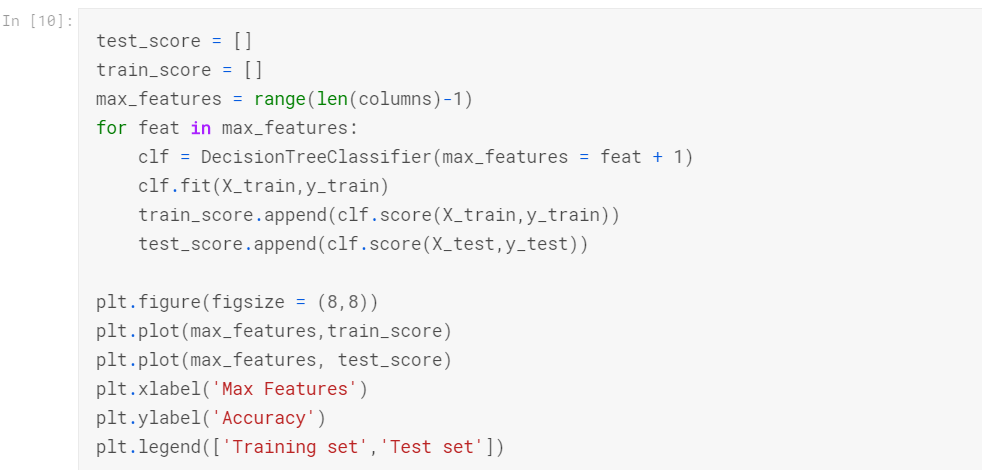 In [10]:
test_score = []
train_score = []
max_features = range(len(columns)-1)
for feat in max_features:
    clf = DecisionTreeClassifier(max_features = feat + 1)
    clf.fit(X_train,y_train)
    train_score.append(clf.score(X_train,y_train))
    test_score.append(clf.score(X_test,y_test))

plt.figure(figsize = (8,8))
plt.plot(max_features,train_score)
plt.plot(max_features, test_score)
plt.xlabel('Max Features')
plt.ylabel('Accuracy')
plt.legend(['Training set','Test set'])